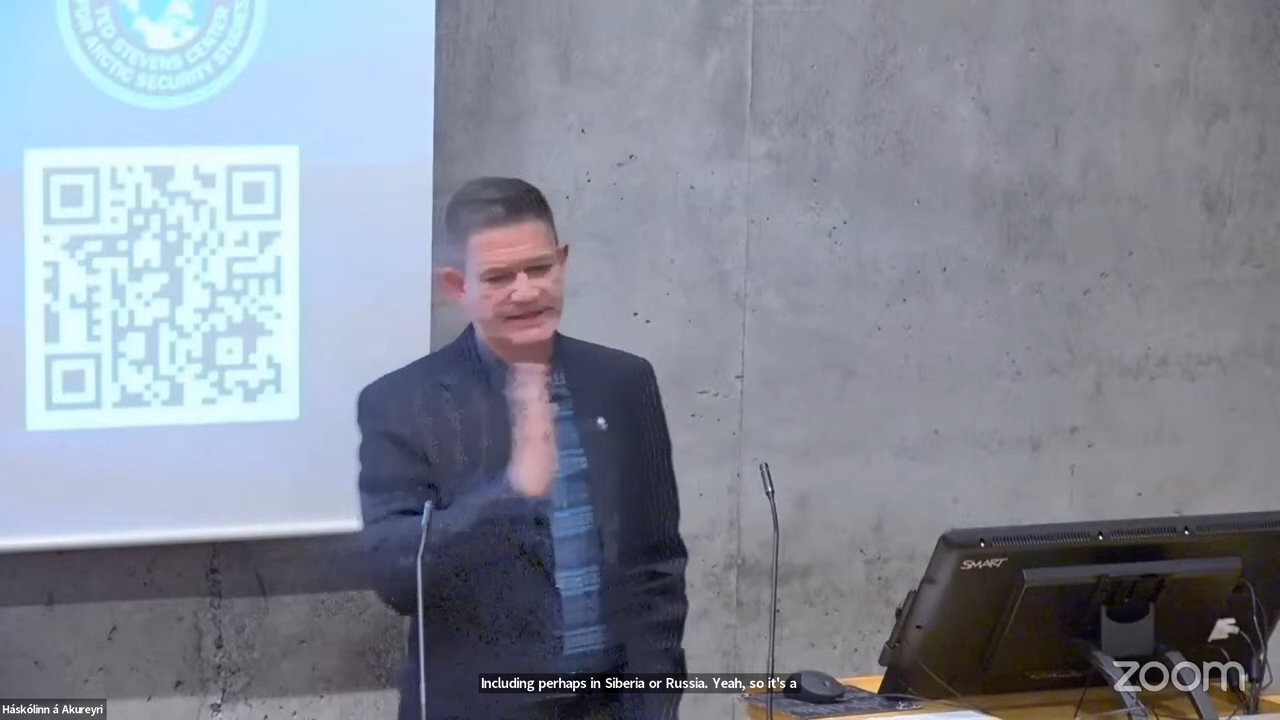 TED STEVENS CENTER
FOR ARCTIC SECURITY STUDIES
SMART
Including perhaps in Siberia or Russia. Yeah, so it's a
zoom
Háskólinn á Akureyri